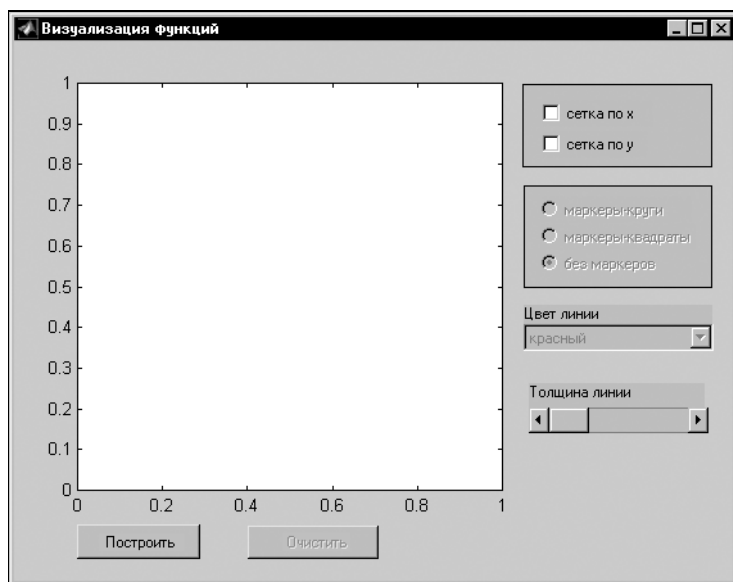 Визуализация функций
1
0.9
0.8
0.7
0.6
0.5
0.4
0.3
0.2
0.1
0
0 0.2 0.4 0.6 0.8 1
сетка по x
сетка по y
маркеры-круги
маркеры-квадраты
без маркеров
Цвет линии
красный
Толщина линии
Построить Очистить